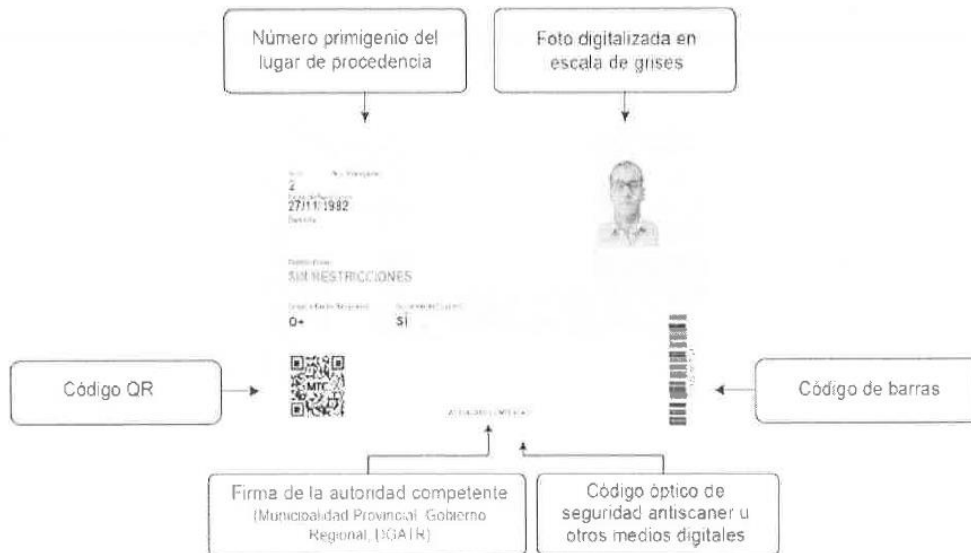 Número primigenio del
lugar de procedencia
Foto digitalizada en
escala de grises
2
27/11/1982
SIN RESTRICCIONES
O+ SÍ
MTC
Código QR
Código de barras
Firma de la autoridad competente
(Municipalidad Provincial, Gobierno
Regional, DGATR)
Código óptico de
seguridad antiscaner u
otros medios digitales